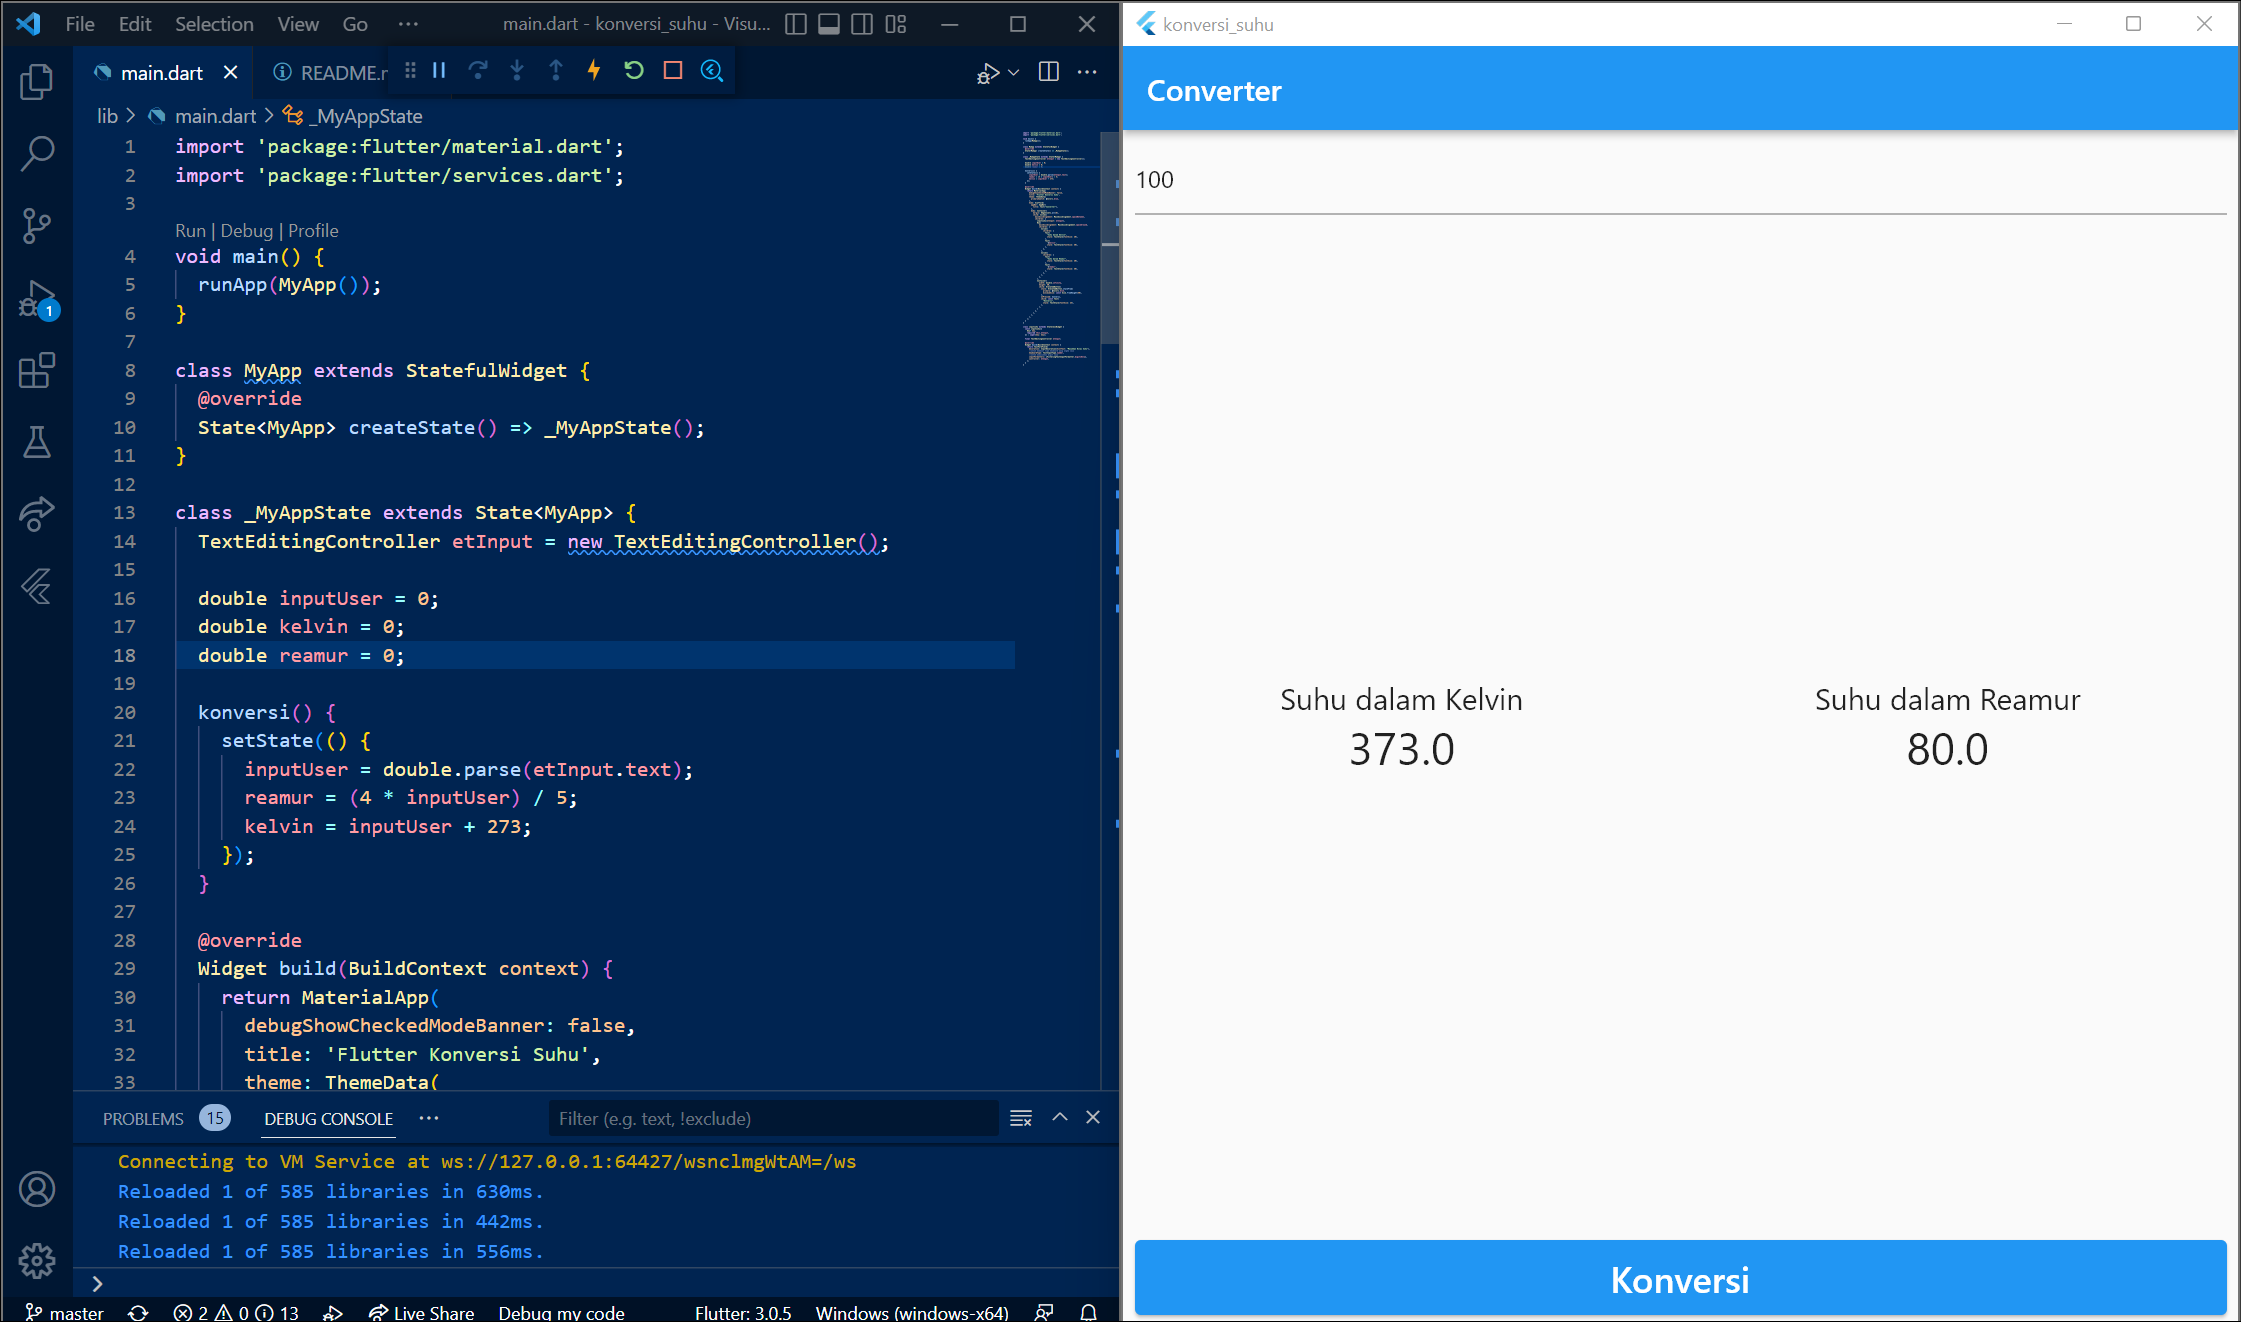 File Edit Selection View Go ··· main.dart - konversi_suhu - Visu...
main.dart README.r
lib > main.dart > _MyAppState
1 import 'package:flutter/material.dart';
2 import 'package:flutter/services.dart';
3
Run | Debug | Profile
4 void main() {
5 runApp(MyApp());
6 }
7
8 class MyApp extends StatefulWidget {
9 @override
10 State<MyApp> createState() => _MyAppState();
11 }
12
13 class _MyAppState extends State<MyApp> {
14 TextEditingController etInput = new TextEditingController();
15
16 double inputUser = 0;
17 double kelvin = 0;
18 double reamur = 0;
19
20 konversi() {
21 setState(() {
22 inputUser = double.parse(etInput.text);
23 reamur = (4 * inputUser) / 5;
24 kelvin = inputUser + 273;
25 });
26 }
27
28 @override
29 Widget build(BuildContext context) {
30 return MaterialApp(
31 debugShowCheckedModeBanner: false,
32 title: 'Flutter Konversi Suhu',
33 theme: ThemeData(
1
PROBLEMS 15 DEBUG CONSOLE ··· Filter (e.g. text, !exclude)
Connecting to VM Service at ws://127.0.0.1:64427/wsnclmgWtAM=/ws
Reloaded 1 of 585 libraries in 630ms.
Reloaded 1 of 585 libraries in 442ms.
Reloaded 1 of 585 libraries in 556ms.
>
master 2 0 13 Live Share Debug my code Flutter: 3.0.5 Windows (windows-x64)
konversi_suhu
Converter
100
Suhu dalam Kelvin
373.0
Suhu dalam Reamur
80.0
Konversi